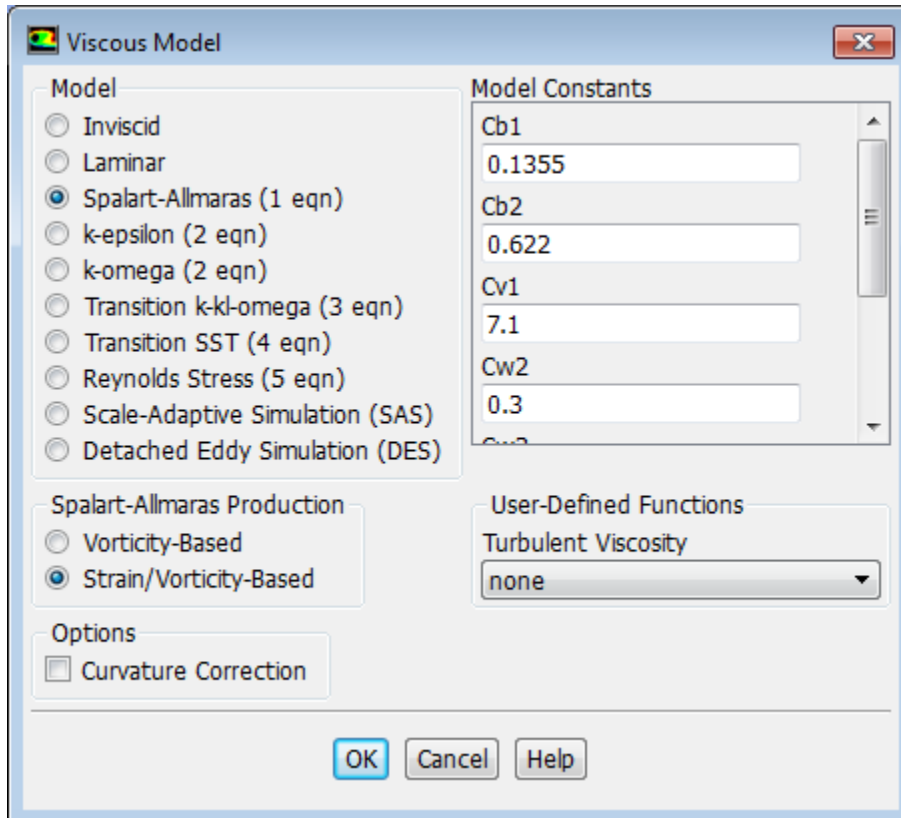 Viscous Model
Model
Inviscid
Laminar
Spalart-Allmaras (1 eqn)
k-epsilon (2 eqn)
k-omega (2 eqn)
Transition k-kl-omega (3 eqn)
Transition SST (4 eqn)
Reynolds Stress (5 eqn)
Scale-Adaptive Simulation (SAS)
Detached Eddy Simulation (DES)
Model Constants
Cb1
0.1355
Cb2
0.622
Cv1
7.1
Cw2
0.3
Spalart-Allmaras Production
Vorticity-Based
Strain/Vorticity-Based
User-Defined Functions
Turbulent Viscosity
none
Options
Curvature Correction
OK
Cancel
Help